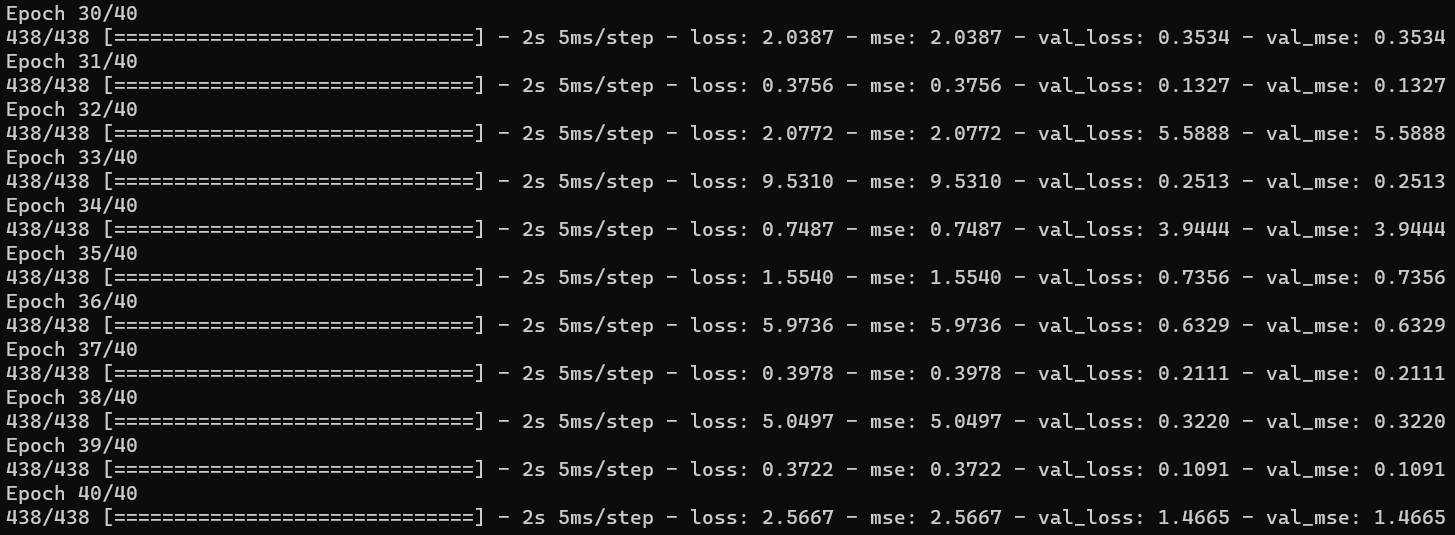 Epoch 30/40
438/438 [==============================] - 2s 5ms/step - loss: 2.0387 - mse: 2.0387 - val_loss: 0.3534 - val_mse: 0.3534
Epoch 31/40
438/438 [==============================] - 2s 5ms/step - loss: 0.3756 - mse: 0.3756 - val_loss: 0.1327 - val_mse: 0.1327
Epoch 32/40
438/438 [==============================] - 2s 5ms/step - loss: 2.0772 - mse: 2.0772 - val_loss: 5.5888 - val_mse: 5.5888
Epoch 33/40
438/438 [==============================] - 2s 5ms/step - loss: 9.5310 - mse: 9.5310 - val_loss: 0.2513 - val_mse: 0.2513
Epoch 34/40
438/438 [==============================] - 2s 5ms/step - loss: 0.7487 - mse: 0.7487 - val_loss: 3.9444 - val_mse: 3.9444
Epoch 35/40
438/438 [==============================] - 2s 5ms/step - loss: 1.5540 - mse: 1.5540 - val_loss: 0.7356 - val_mse: 0.7356
Epoch 36/40
438/438 [==============================] - 2s 5ms/step - loss: 5.9736 - mse: 5.9736 - val_loss: 0.6329 - val_mse: 0.6329
Epoch 37/40
438/438 [==============================] - 2s 5ms/step - loss: 0.3978 - mse: 0.3978 - val_loss: 0.2111 - val_mse: 0.2111
Epoch 38/40
438/438 [==============================] - 2s 5ms/step - loss: 5.0497 - mse: 5.0497 - val_loss: 0.3220 - val_mse: 0.3220
Epoch 39/40
438/438 [==============================] - 2s 5ms/step - loss: 0.3722 - mse: 0.3722 - val_loss: 0.1091 - val_mse: 0.1091
Epoch 40/40
438/438 [==============================] - 2s 5ms/step - loss: 2.5667 - mse: 2.5667 - val_loss: 1.4665 - val_mse: 1.4665